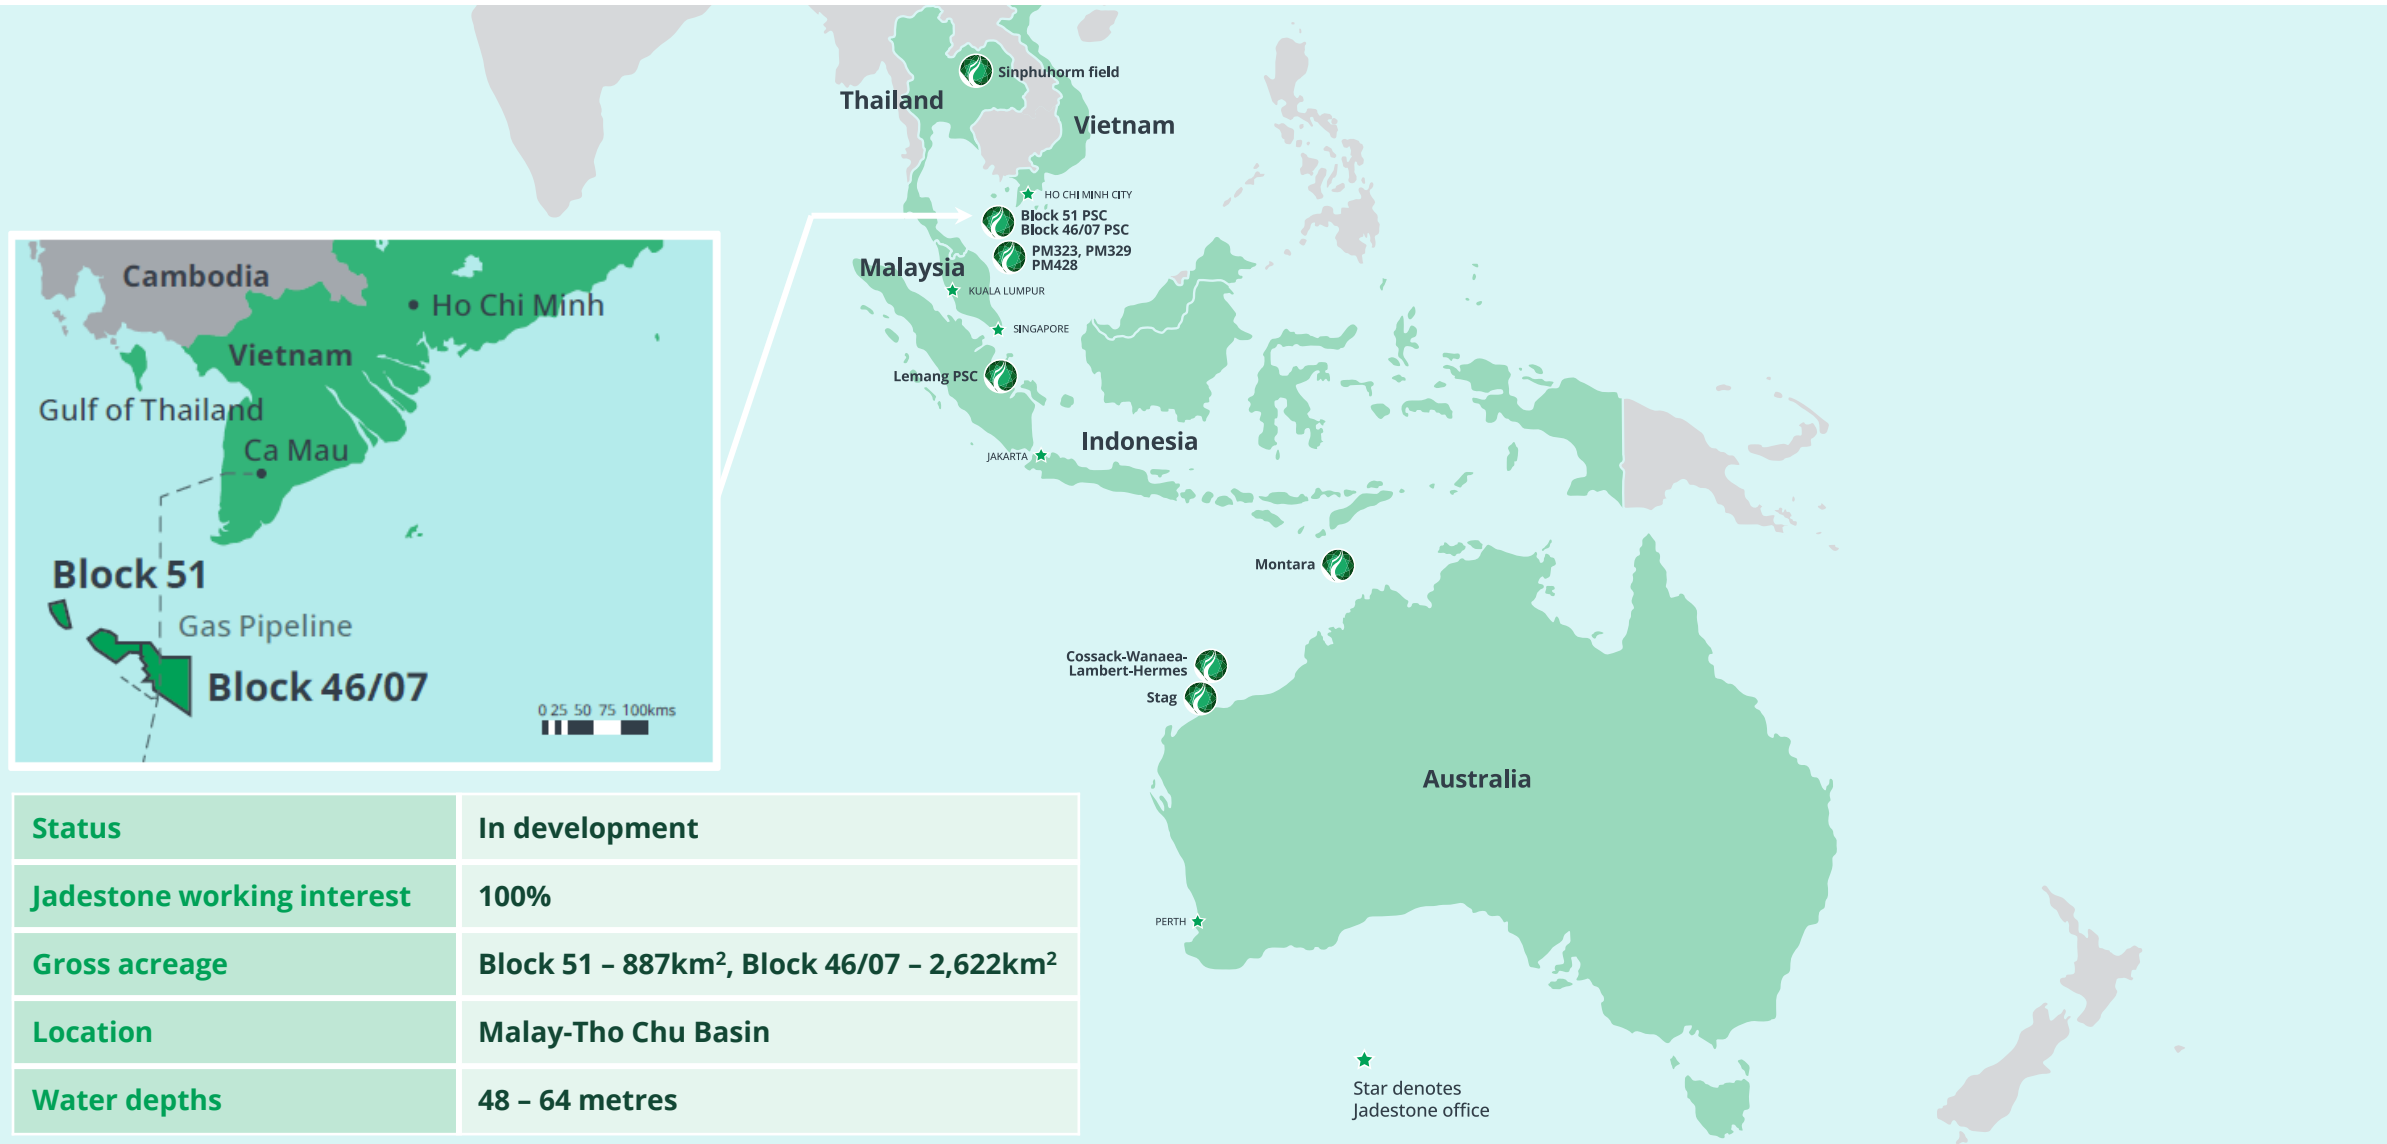 Sinphuhorm field
Thailand
Vietnam
HO CHI MINH CITY
Block 51 PSC
Block 46/07 PSC
PM323, PM329
PM428
Malaysia
KUALA LUMPUR
SINGAPORE
Lemang PSC
Indonesia
JAKARTA
Montara
Cossack-Wanaea-
Lambert-Hermes
Stag
Australia
PERTH
Star denotes
Jadestone office
Cambodia
Ho Chi Minh
Vietnam
Gulf of Thailand
Ca Mau
Block 51
Gas Pipeline
Block 46/07
0 25 50 75 100kms
Status In development
Jadestone working interest 100%
Gross acreage Block 51 – 887km², Block 46/07 – 2,622km²
Location Malay-Tho Chu Basin
Water depths 48 – 64 metres